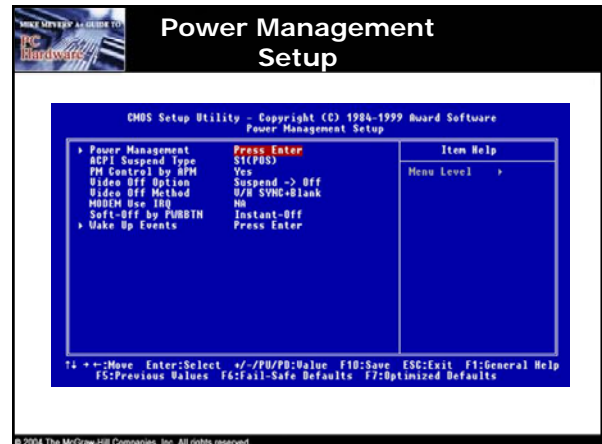 MIKE MEYERS' A+ GUIDE TO
PC
Hardware
Power Management
Setup
CMOS Setup Utility - Copyright (C) 1984-1999 Award Software
Power Management Setup
Power Management Press Enter
ACPI Suspend Type S1(POS)
PM Control by APM Yes
Video Off Option Suspend -> Off
Video Off Method V/H SYNC+Blank
MODEM Use IRQ NA
Soft-Off by PWRBTN Instant-Off
Wake Up Events Press Enter
Item Help
Menu Level
↑↓→←:Move Enter:Select +/-/PU/PD:Value F10:Save ESC:Exit F1:General Help
F5:Previous Values F6:Fail-Safe Defaults F7:Optimized Defaults
© 2004 The McGraw-Hill Companies, Inc. All rights reserved